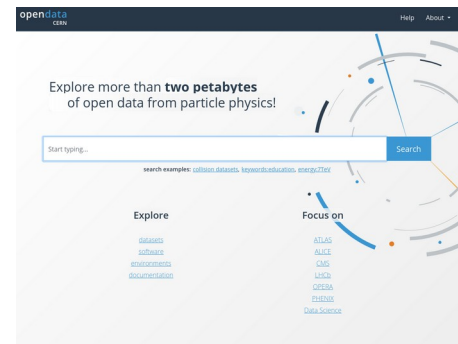 opendata
CERN
Help About
Explore more than two petabytes
of open data from particle physics!
Start typing...
Search
search examples: collision datasets, keywords:education, energy:7TeV
Explore
datasets
software
environments
documentation
Focus on
ATLAS
ALICE
CMS
LHCb
OPERA
PHENIX
Data Science